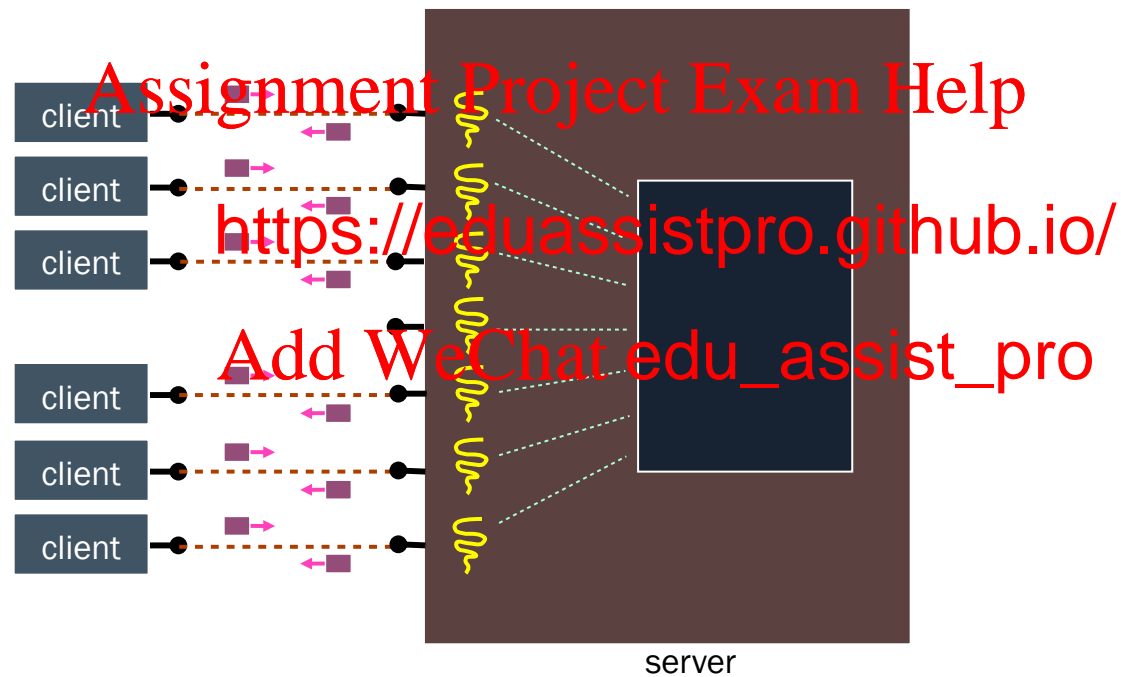 Assignment Project Exam Help
client
client
https://eduassistpro.github.io/
client
Add WeChat edu_assist_pro
client
client
client
server